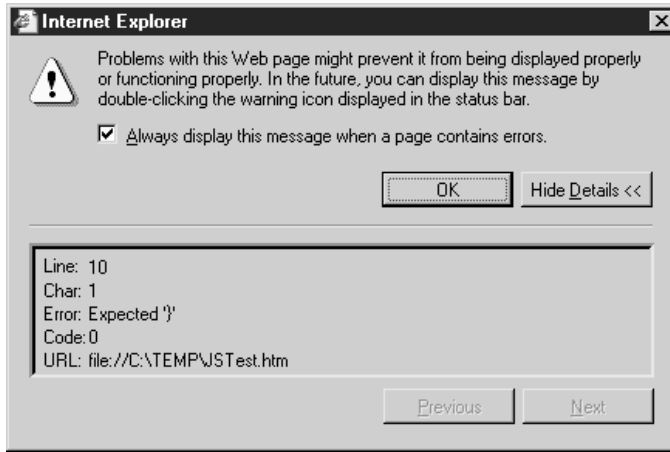 Internet Explorer
Problems with this Web page might prevent it from being displayed properly
or functioning properly. In the future, you can display this message by
double-clicking the warning icon displayed in the status bar.
Always display this message when a page contains errors.
OK
Hide Details <<
Line: 10
Char: 1
Error: Expected '}'
Code: 0
URL: file://C:\TEMP\JSTest.htm
Previous
Next